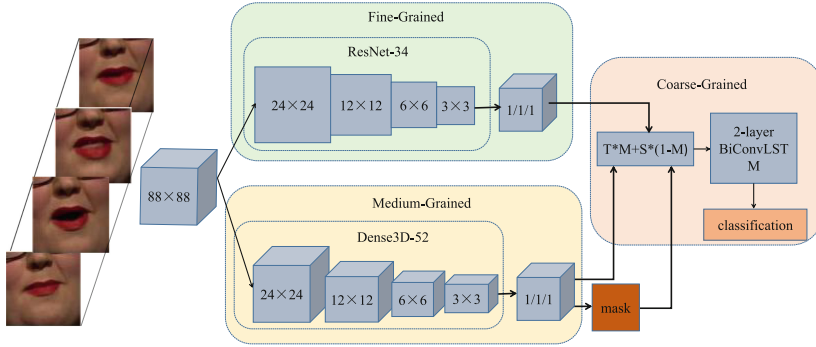 Fine-Grained
ResNet-34
24×24
12×12
6×6
3×3
1/1/1
88×88
Medium-Grained
Dense3D-52
24×24
12×12
6×6
3×3
1/1/1
mask
Coarse-Grained
T*M+S*(1-M)
2-layer
BiConvLST
M
classification